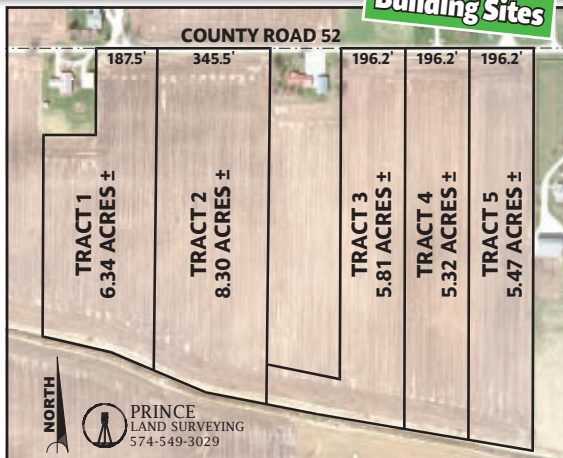 Building Sites
COUNTY ROAD 52
187.5'
345.5'
196.2'
196.2'
196.2'
TRACT 1
6.34 ACRES ±
TRACT 2
8.30 ACRES ±
TRACT 3
5.81 ACRES ±
TRACT 4
5.32 ACRES ±
TRACT 5
5.47 ACRES ±
NORTH
PRINCE
LAND SURVEYING
574-549-3029